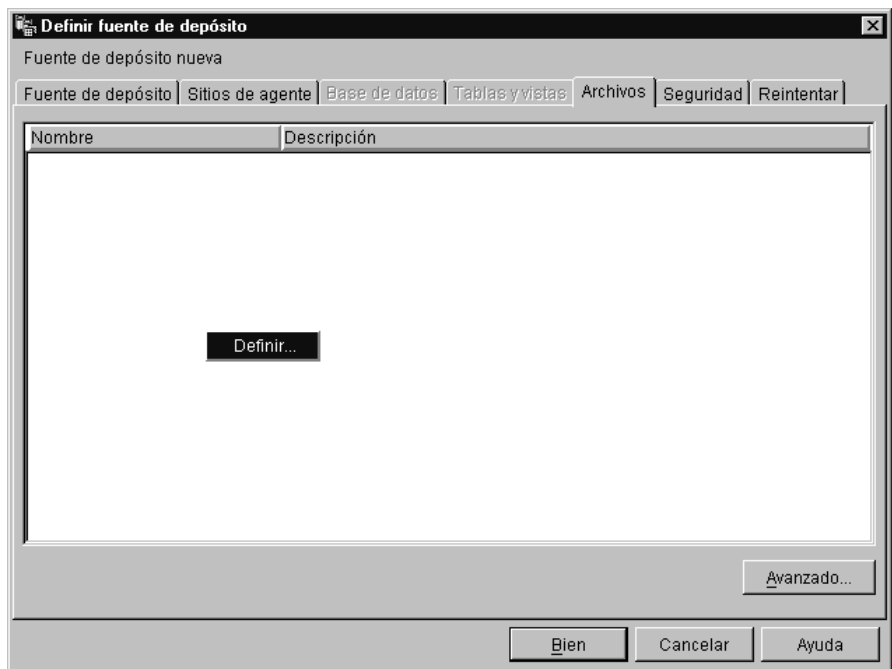 Definir fuente de depósito
Fuente de depósito nueva
Fuente de depósito Sitios de agente Base de datos Tablas y vistas Archivos Seguridad Reintentar
Nombre Descripción
Definir...
Avanzado...
Bien Cancelar Ayuda